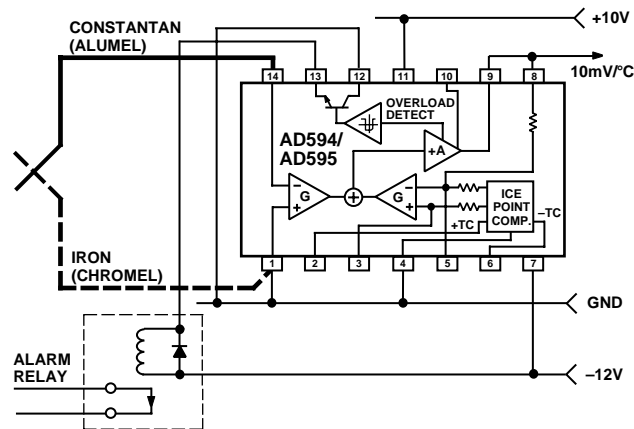 CONSTANTAN
(ALUMEL)
+10V
10mV/°C
14
13
12
11
10
9
8
OVERLOAD
DETECT
AD594/
AD595
+A
–
G
+
–
G
+
ICE
POINT
COMP.
–TC
+TC
IRON
(CHROMEL)
1
2
3
4
5
6
7
GND
ALARM
RELAY
–12V